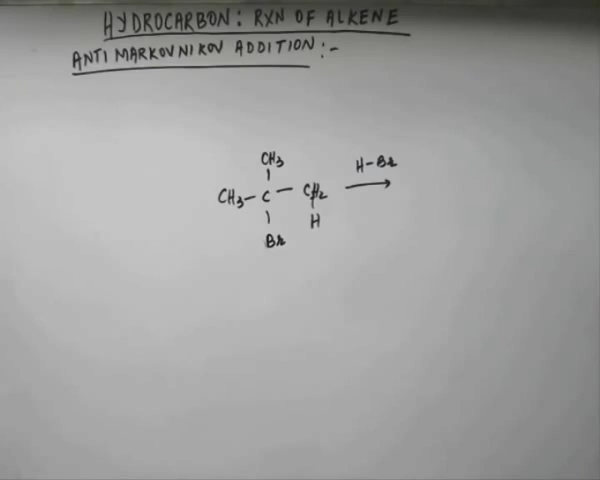 HYDROCARBON: RXN OF ALKENE
ANTI MARKOVNIKOV ADDITION:-
CH3
H-Br
CH3-C-CH2
H
Br